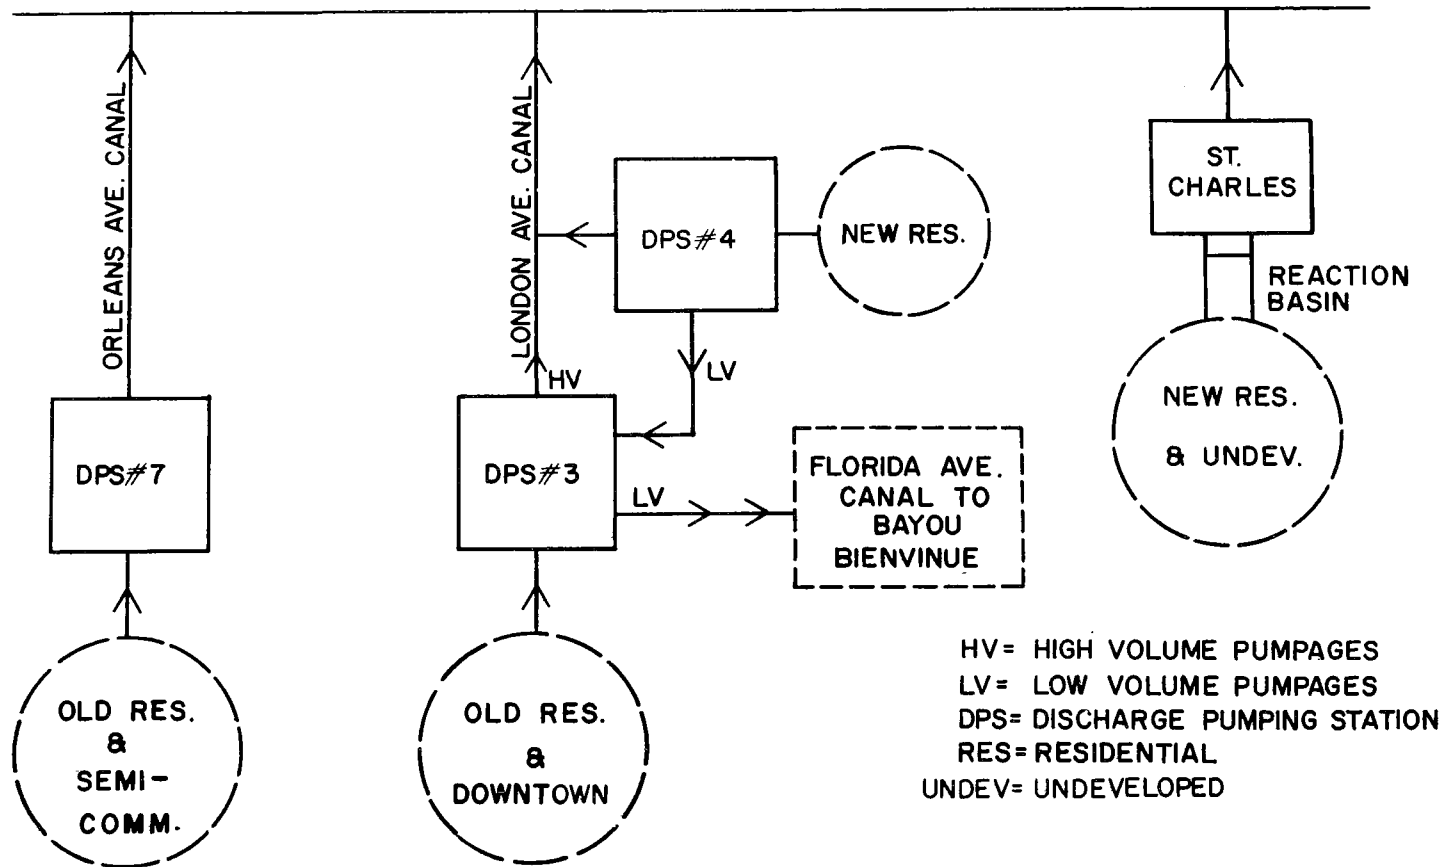 ORLEANS AVE. CANAL
LONDON AVE. CANAL
ST.
CHARLES
DPS#4
NEW RES.
REACTION
BASIN
HV
LV
NEW RES.
& UNDEV.
DPS#7
DPS#3
LV
FLORIDA AVE.
CANAL TO
BAYOU
BIENVINUE
OLD RES.
&
SEMI-
COMM.
OLD RES.
&
DOWNTOWN
HV= HIGH VOLUME PUMPAGES
LV= LOW VOLUME PUMPAGES
DPS= DISCHARGE PUMPING STATION
RES= RESIDENTIAL
UNDEV= UNDEVELOPED